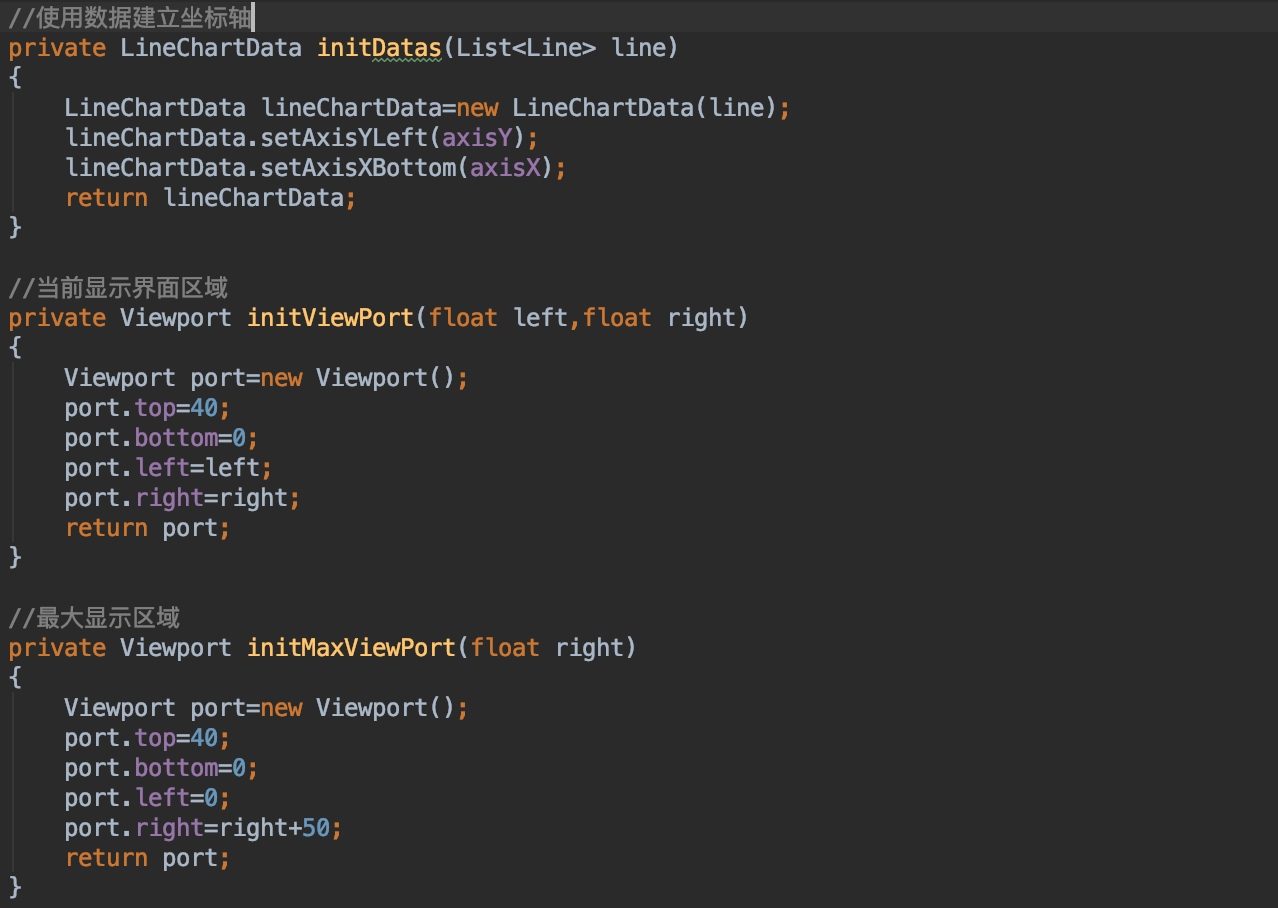 //使用数据建立坐标轴
private LineChartData initDatas(List<Line> line)
{
    LineChartData lineChartData=new LineChartData(line);
    lineChartData.setAxisYLeft(axisY);
    lineChartData.setAxisXBottom(axisX);
    return lineChartData;
}

//当前显示界面区域
private Viewport initViewPort(float left,float right)
{
    Viewport port=new Viewport();
    port.top=40;
    port.bottom=0;
    port.left=left;
    port.right=right;
    return port;
}

//最大显示区域
private Viewport initMaxViewPort(float right)
{
    Viewport port=new Viewport();
    port.top=40;
    port.bottom=0;
    port.left=0;
    port.right=right+50;
    return port;
}